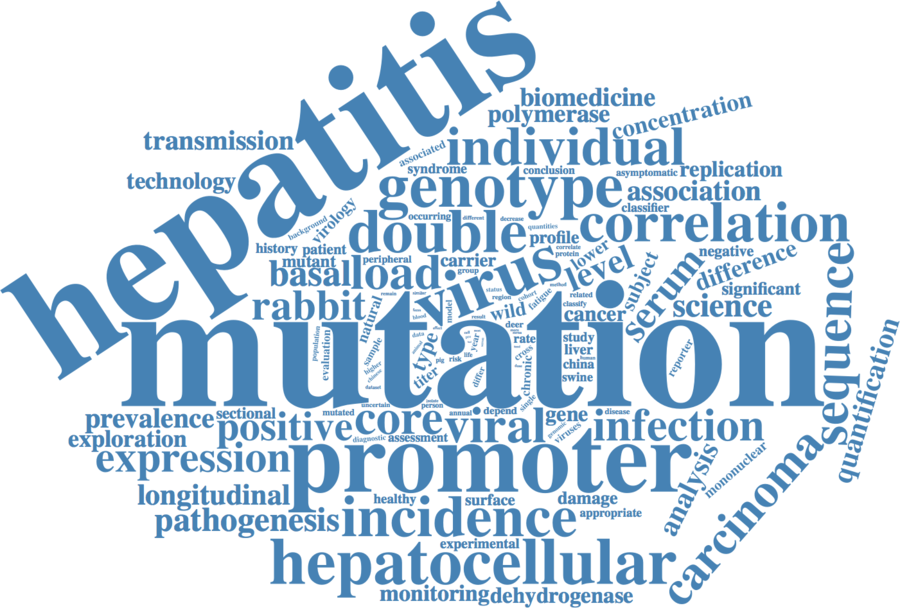 hepatitis
biomedicine
polymerase
concentration
transmission
associated
individual
syndrome
conclusion
asymptomatic
replication
technology
genotype
association
virology
background
occurring
different
decrease
quantities
classifier
correlation
double
profile
correlate
protein
history
patient
mutant
peripheral
carrier
group
lower
negative
basal
load
virus
level
subject
serum
difference
significant
rabbit
natural
model
status
region
cohort
fatigue
method
related
classify
wild
cancer
science
sequence
mutation
population
evaluation
sample
higher
chinese
dataset
data
type
titer
result
year
pig
risk
life
differ
deer
rate
cross
chronic
single
study
liver
human
china
swine
reporter
quantification
uncertain
person
prevalence
sectional
mutated
annual
depend
gene
disease
exploration
positive
core
viral
viruses
infection
diagnostic
assessment
expression
promoter
analysis
mononuclear
carcinoma
longitudinal
healthy
surface
damage
appropriate
pathogenesis
incidence
experimental
hepatocellular
monitoring
dehydrogenase